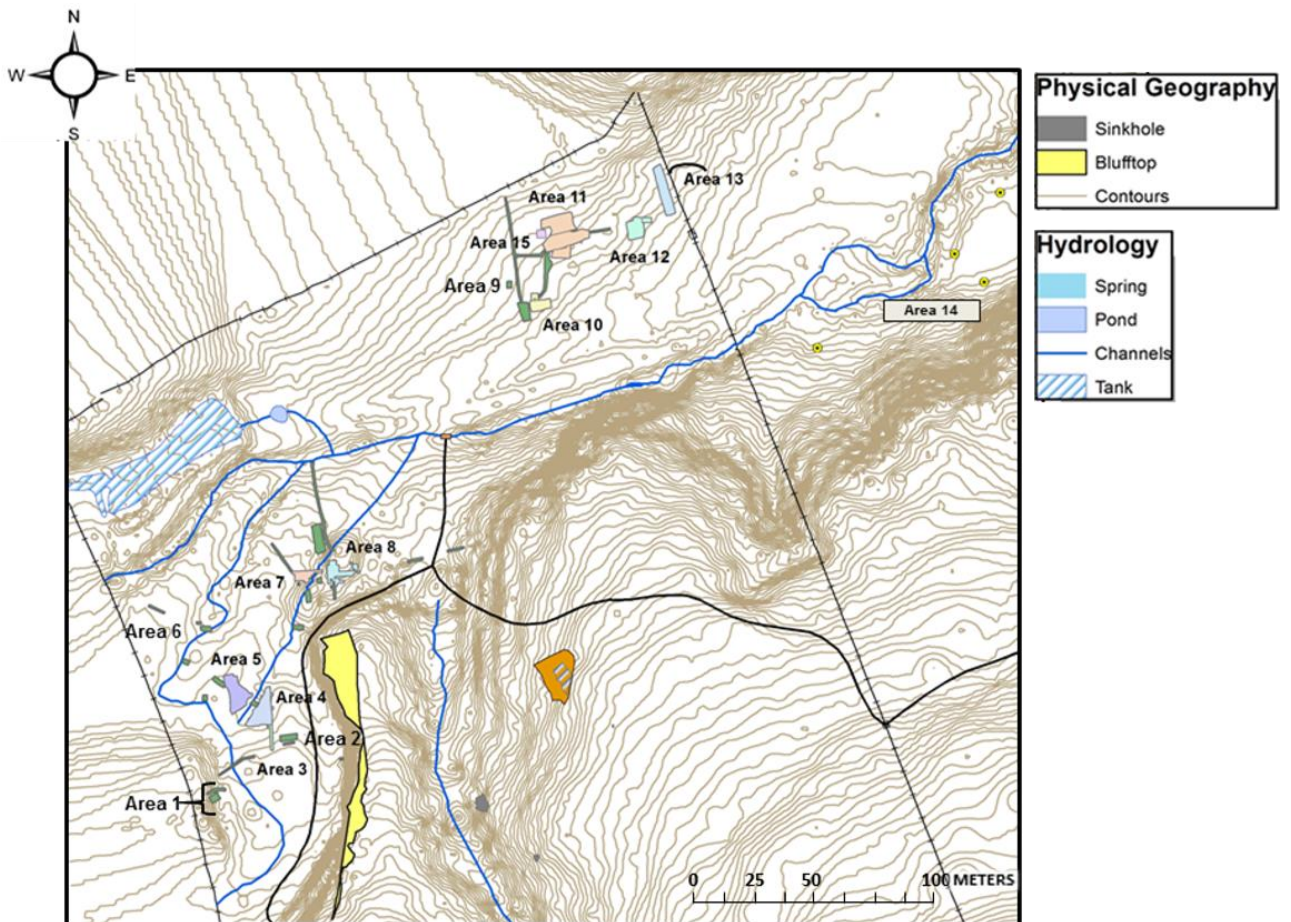 N
W E
S
Physical Geography
Sinkhole
Blufftop
Contours
Hydrology
Spring
Pond
Channels
Tank
Area 13
Area 11
Area 15
Area 12
Area 9
Area 10
Area 14
Area 8
Area 7
Area 6
Area 5
Area 4
Area 2
Area 3
Area 1
0 25 50 100 METERS